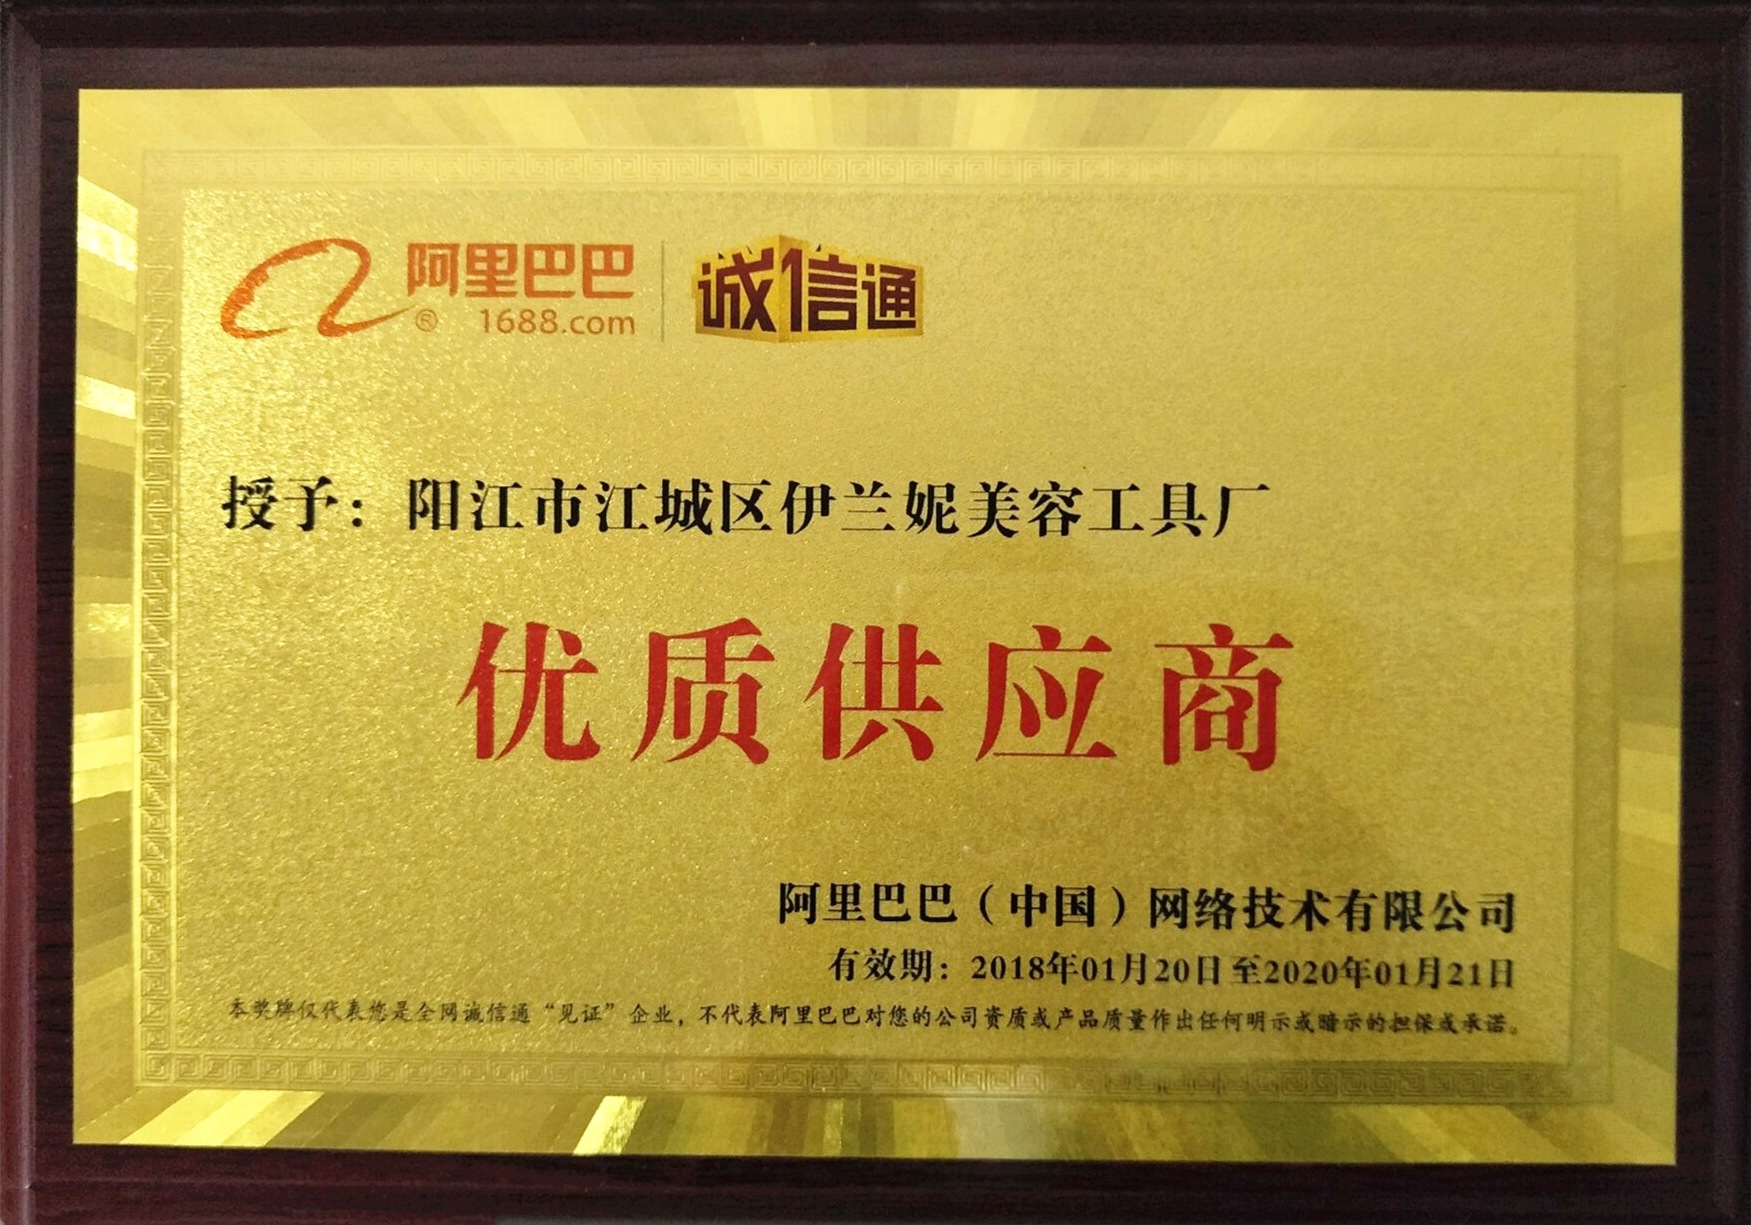 阿里巴巴 诚信通
® 1688.com
授予：阳江市江城区伊兰妮美容工具厂
优质供应商
阿里巴巴（中国）网络技术有限公司
有效期：2018年01月20日至2020年01月21日
本奖牌仅代表您是全网诚信通“见证”企业，不代表阿里巴巴对您的公司资质或产品质量作出任何明示或暗示的担保或承诺。